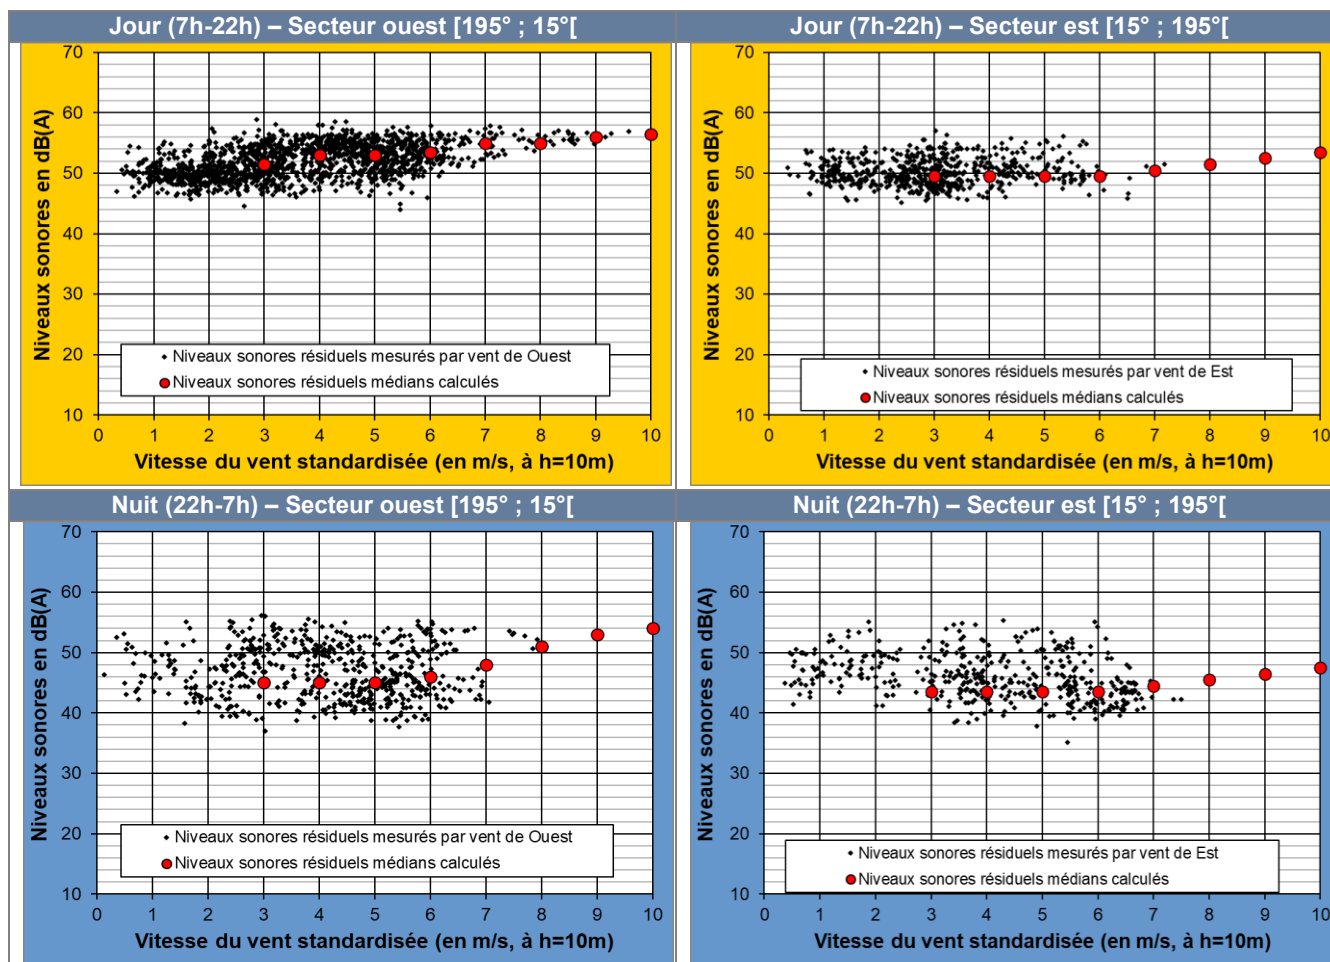 Jour (7h-22h) – Secteur ouest [195° ; 15°[
70
60
50
40
30
20
10
Niveaux sonores en dB(A)
Niveaux sonores résiduels mesurés par vent de Ouest
Niveaux sonores résiduels médians calculés
0 1 2 3 4 5 6 7 8 9 10
Vitesse du vent standardisée (en m/s, à h=10m)
Jour (7h-22h) – Secteur est [15° ; 195°[
70
60
50
40
30
20
10
Niveaux sonores en dB(A)
Niveaux sonores résiduels mesurés par vent de Est
Niveaux sonores résiduels médians calculés
0 1 2 3 4 5 6 7 8 9 10
Vitesse du vent standardisée (en m/s, à h=10m)
Nuit (22h-7h) – Secteur ouest [195° ; 15°[
70
60
50
40
30
20
10
Niveaux sonores en dB(A)
Niveaux sonores résiduels mesurés par vent de Ouest
Niveaux sonores résiduels médians calculés
0 1 2 3 4 5 6 7 8 9 10
Vitesse du vent standardisée (en m/s, à h=10m)
Nuit (22h-7h) – Secteur est [15° ; 195°[
70
60
50
40
30
20
10
Niveaux sonores en dB(A)
Niveaux sonores résiduels mesurés par vent de Est
Niveaux sonores résiduels médians calculés
0 1 2 3 4 5 6 7 8 9 10
Vitesse du vent standardisée (en m/s, à h=10m)